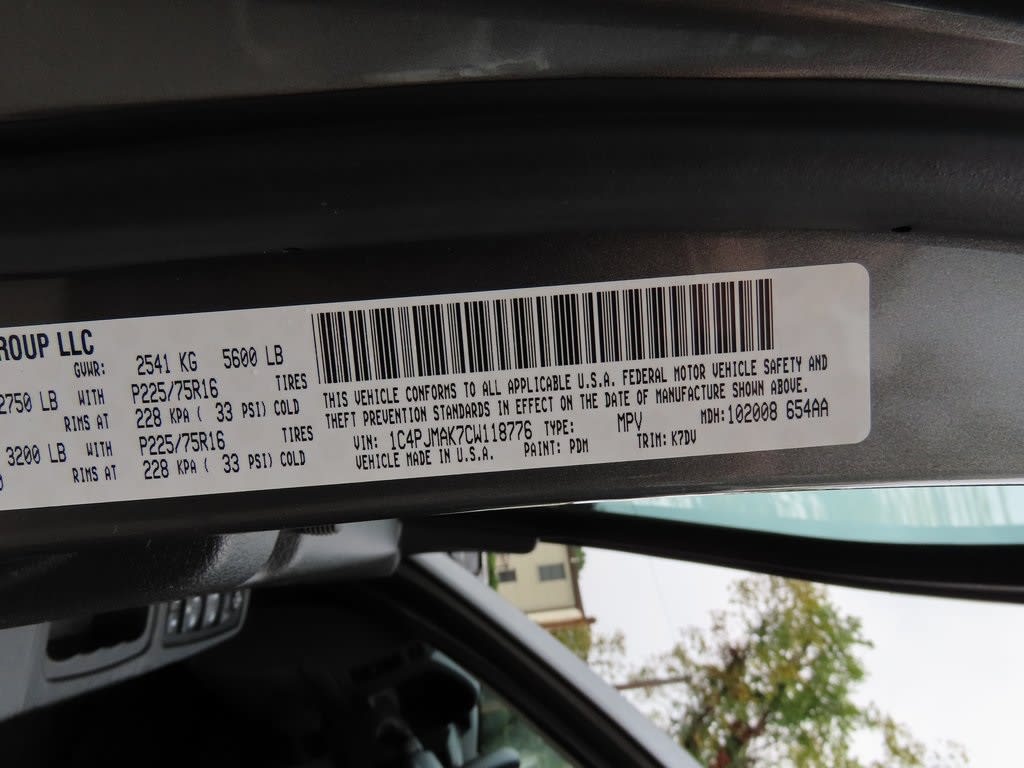 ROUP LLC
GVWR: 2541 KG 5600 LB
2750 LB WITH P225/75R16 TIRES
RIMS AT 228 KPA ( 33 PSI) COLD
3200 LB WITH P225/75R16 TIRES
RIMS AT 228 KPA ( 33 PSI) COLD
THIS VEHICLE CONFORMS TO ALL APPLICABLE U.S.A. FEDERAL MOTOR VEHICLE SAFETY AND
THEFT PREVENTION STANDARDS IN EFFECT ON THE DATE OF MANUFACTURE SHOWN ABOVE.
VIN: 1C4PJMAK7CW118776 TYPE: MPV MDH:102008 654AA
VEHICLE MADE IN U.S.A. PAINT: PDM TRIM: K7DV